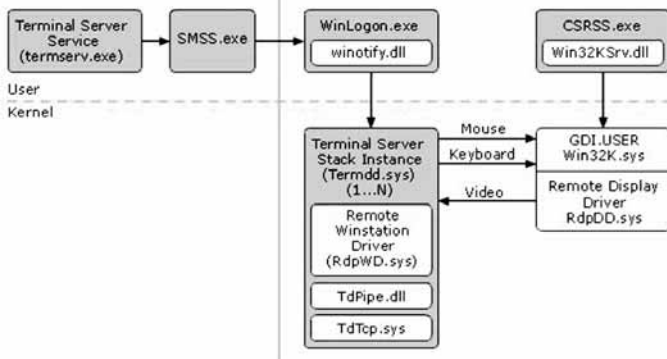 Terminal Server
Service
(termserv.exe)
SMSS.exe
WinLogon.exe
winotify.dll
CSRSS.exe
Win32KSrv.dll
User
Kernel
Terminal Server
Stack Instance
(Termdd.sys)
(1...N)
Remote
Winstation
Driver
(RdpWD.sys)
TdPipe.dll
TdTcp.sys
Mouse
Keyboard
Video
GDI.USER
Win32K.sys
Remote Display
Driver
RdpDD.sys